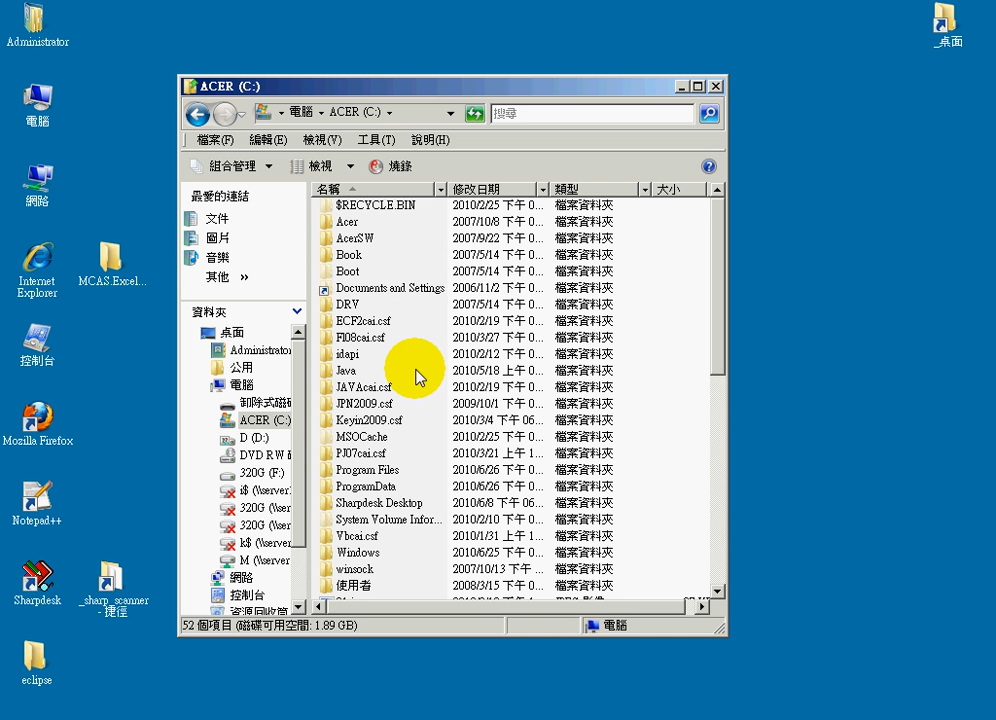 Administrator
_桌面
電腦
網路
Internet Explorer
MCAS.Excel...
控制台
Mozilla Firefox
Notepad++
Sharpdesk
_sharp_scanner - 捷徑
eclipse
ACER (C:)
電腦 ACER (C:)
搜尋
檔案(F) 編輯(E) 檢視(V) 工具(T) 說明(H)
組合管理 檢視 燒錄
最愛的連結
文件
圖片
音樂
其他 »
資料夾
桌面
Administrator
公用
電腦
卸除式磁
ACER (C:)
D (D:)
DVD RW
320G (F:)
i$ (\\server
320G (\\ser
320G (\\ser
k$ (\\server
M (\\server
網路
控制台
資源回收筒
名稱 修改日期 類型 大小
$RECYCLE.BIN 2010/2/25 下午 0... 檔案資料夾
Acer 2007/10/8 下午 0... 檔案資料夾
AcerSW 2007/9/22 下午 0... 檔案資料夾
Book 2007/5/14 下午 0... 檔案資料夾
Boot 2007/5/14 下午 0... 檔案資料夾
Documents and Settings 2006/11/2 下午 0... 檔案資料夾
DRV 2007/5/14 下午 0... 檔案資料夾
ECF2cai.csf 2010/2/19 下午 0... 檔案資料夾
FI08cai.csf 2010/3/27 下午 0... 檔案資料夾
idapi 2010/2/12 下午 0... 檔案資料夾
Java 2010/5/18 上午 0... 檔案資料夾
JAVAcai.csf 2010/2/19 下午 0... 檔案資料夾
JPN2009.csf 2009/10/1 下午 0... 檔案資料夾
Keyin2009.csf 2010/3/4 下午 06... 檔案資料夾
MSOCache 2010/2/25 下午 0... 檔案資料夾
PJ07cai.csf 2010/3/21 上午 1... 檔案資料夾
Program Files 2010/6/26 下午 0... 檔案資料夾
ProgramData 2010/6/26 下午 0... 檔案資料夾
Sharpdesk Desktop 2010/6/8 下午 06... 檔案資料夾
System Volume Infor... 2010/2/10 下午 0... 檔案資料夾
Vbcai.csf 2010/1/31 上午 1... 檔案資料夾
Windows 2010/6/25 下午 0... 檔案資料夾
winsock 2007/10/13 下午 ... 檔案資料夾
使用者 2008/3/15 下午 0... 檔案資料夾
52 個項目 (磁碟可用空間: 1.89 GB)
電腦